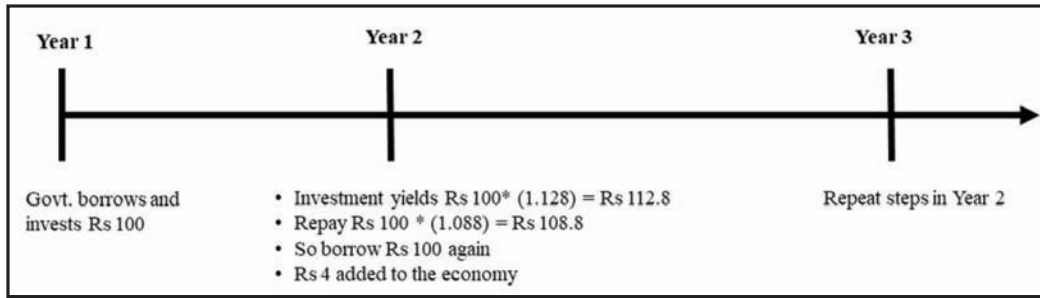 Year 1
Year 2
Year 3
Govt. borrows and
invests Rs 100
• Investment yields Rs 100* (1.128) = Rs 112.8
• Repay Rs 100 * (1.088) = Rs 108.8
• So borrow Rs 100 again
• Rs 4 added to the economy
Repeat steps in Year 2